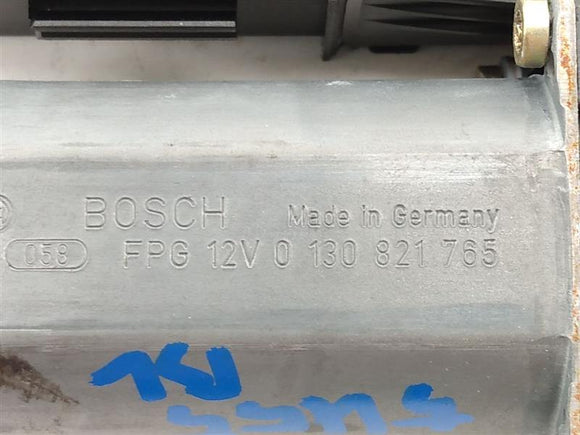 BOSCH Made in Germany
058 FPG 12V 0 130 821 765